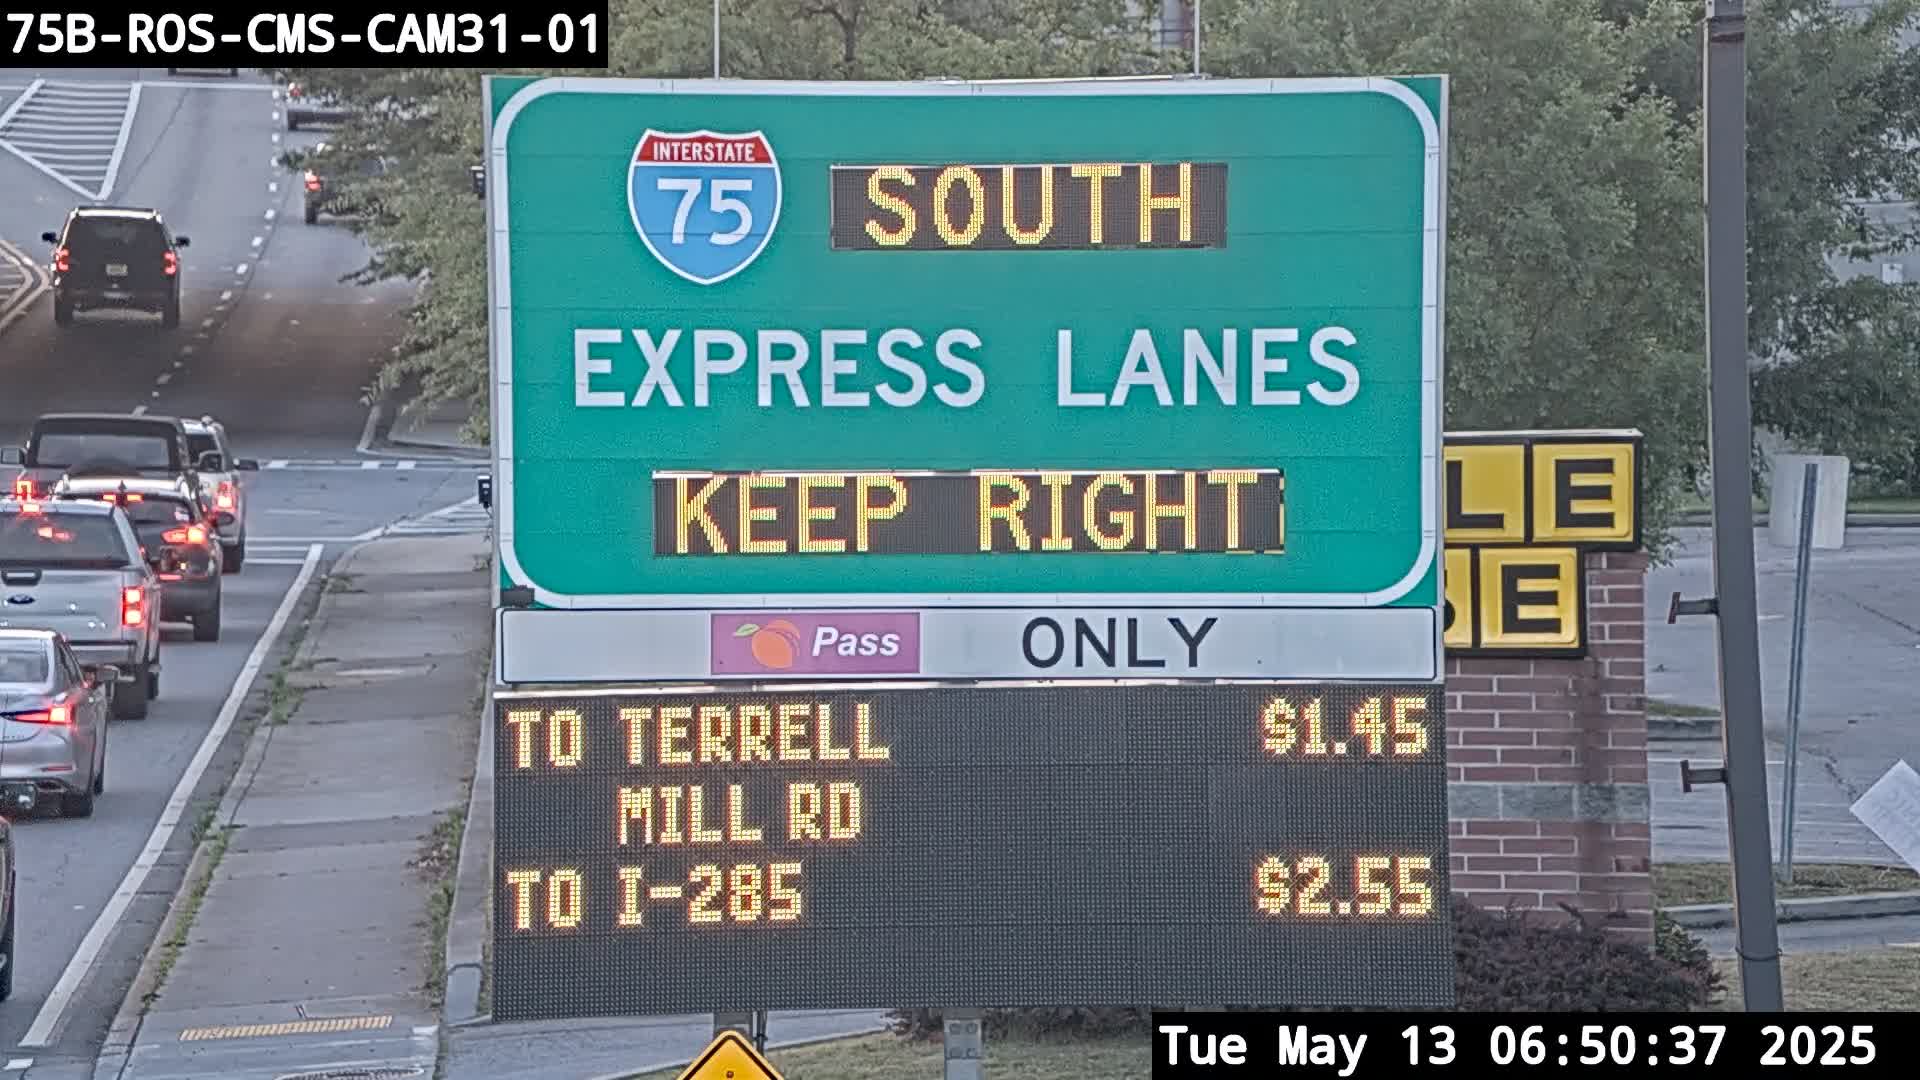 75B-ROS-CMS-CAM31-01
INTERSTATE
75
SOUTH
EXPRESS LANES
KEEP RIGHT
Pass ONLY
TO TERRELL $1.45
MILL RD
TO I-285 $2.55
LE
E
Tue May 13 06:50:37 2025